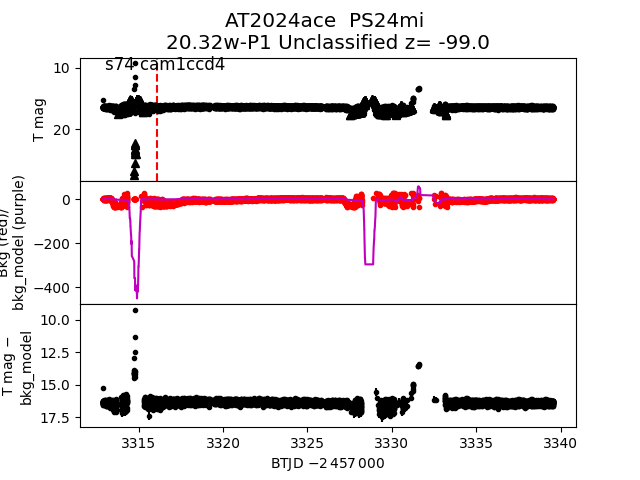 AT2024ace  PS24mi
20.32w-P1 Unclassified z= -99.0
s74 cam1ccd4
10
20
T mag
0
−200
−400
Bkg (red)/
bkg_model (purple)
10.0
12.5
15.0
17.5
T mag −
bkg_model
3315
3320
3325
3330
3335
3340
BTJD −2 457 000